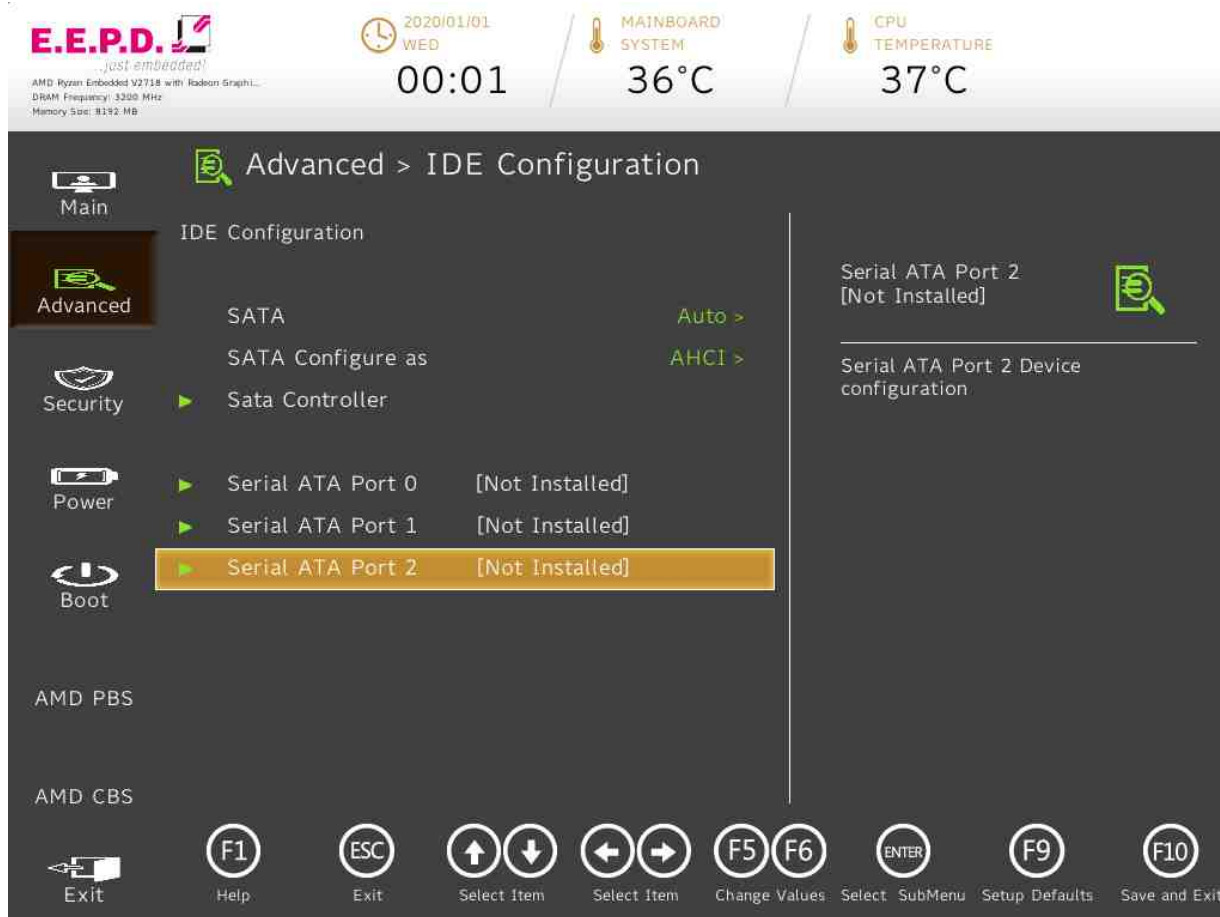 E.E.P.D.
...just embedded!
AMD Ryzen Embedded V2718 with Radeon Graphi...
DRAM Frequency: 3200 MHz
Memory Size: 8192 MB
2020/01/01
WED
00:01
MAINBOARD
SYSTEM
36°C
CPU
TEMPERATURE
37°C
Main
Advanced
Security
Power
Boot
AMD PBS
AMD CBS
Exit
Advanced > IDE Configuration
IDE Configuration
SATA Auto >
SATA Configure as AHCI >
Sata Controller
Serial ATA Port 0 [Not Installed]
Serial ATA Port 1 [Not Installed]
Serial ATA Port 2 [Not Installed]
Serial ATA Port 2
[Not Installed]
Serial ATA Port 2 Device
configuration
F1 ESC F5 F6 ENTER F9 F10
Help Exit Select Item Select Item Change Values Select SubMenu Setup Defaults Save and Exit